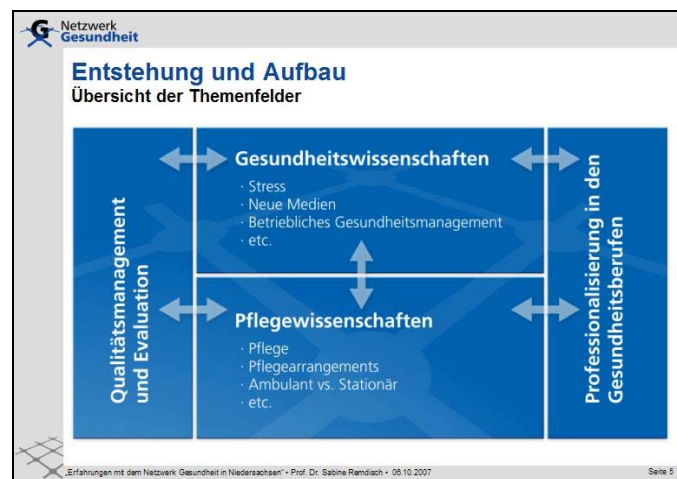 Netzwerk
Gesundheit
Entstehung und Aufbau
Übersicht der Themenfelder
Qualitätsmanagement
und Evaluation
Gesundheitswissenschaften
· Stress
· Neue Medien
· Betriebliches Gesundheitsmanagement
· etc.
Pflegewissenschaften
· Pflege
· Pflegearrangements
· Ambulant vs. Stationär
· etc.
Professionalisierung in den
Gesundheitsberufen
„Erfahrungen mit dem Netzwerk Gesundheit in Niedersachsen“ • Prof. Dr. Sabine Remdisch • 06.10.2007
Seite 5